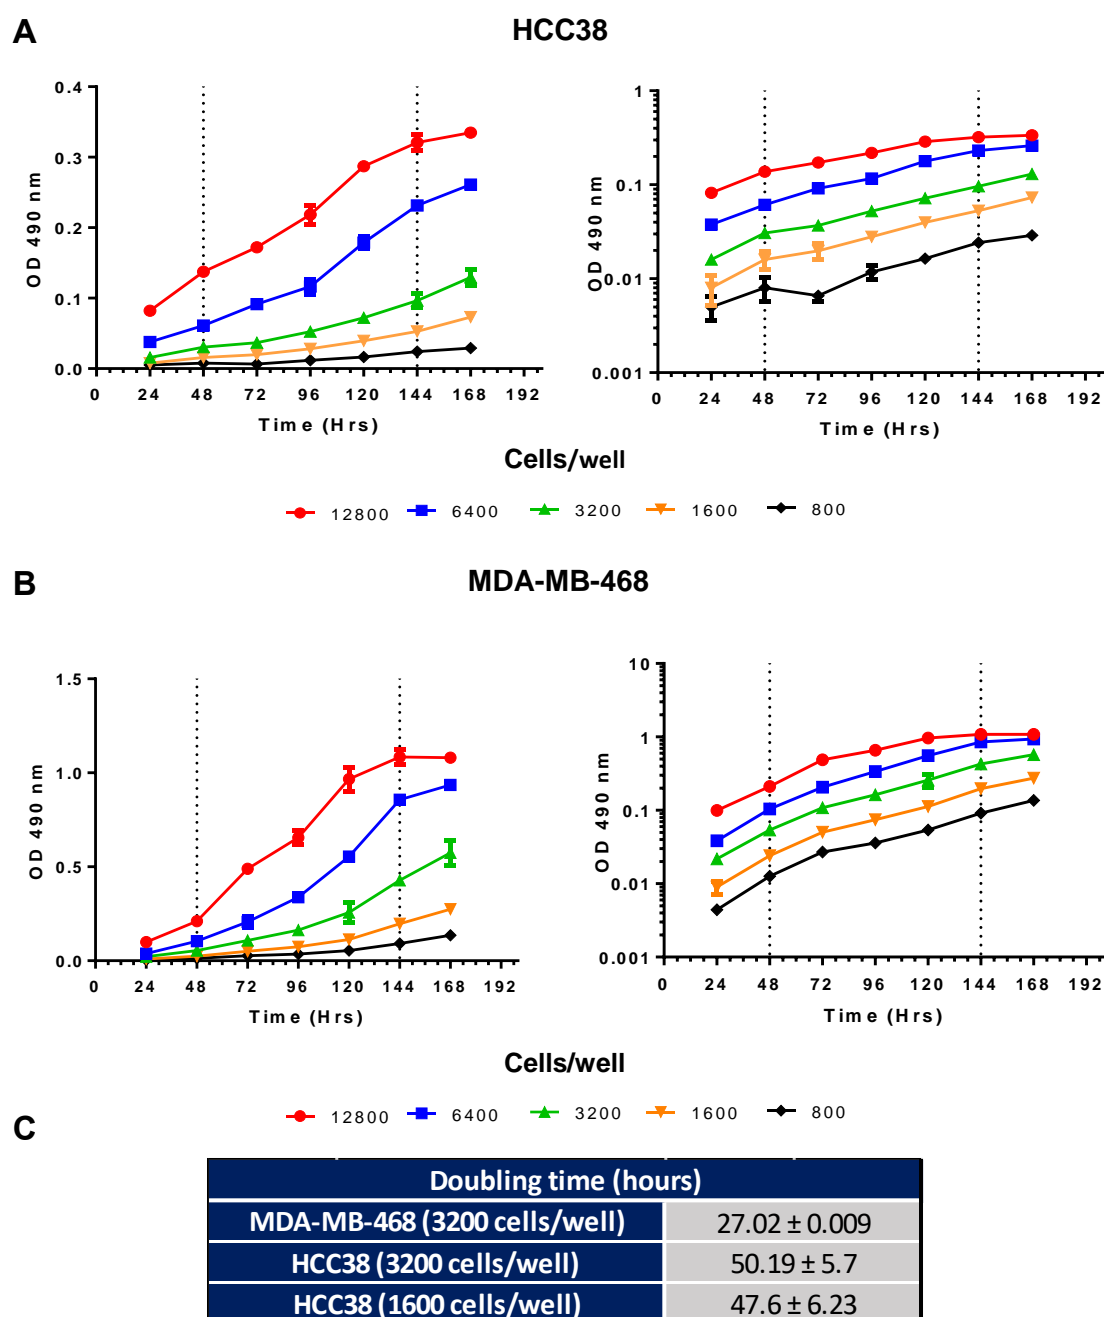 A
HCC38
0.4
0.3
0.2
0.1
0.0
OD 490 nm
0 24 48 72 96 120 144 168 192
Time (Hrs)
1
0.1
0.01
0.001
OD 490 nm
0 24 48 72 96 120 144 168 192
Time (Hrs)
Cells/well
12800 6400 3200 1600 800
B
MDA-MB-468
1.5
1.0
0.5
0.0
OD 490 nm
0 24 48 72 96 120 144 168 192
Time (Hrs)
10
1
0.1
0.01
0.001
OD 490 nm
0 24 48 72 96 120 144 168 192
Time (Hrs)
Cells/well
12800 6400 3200 1600 800
C
Doubling time (hours)
MDA-MB-468 (3200 cells/well) 27.02 ± 0.009
HCC38 (3200 cells/well) 50.19 ± 5.7
HCC38 (1600 cells/well) 47.6 ± 6.23